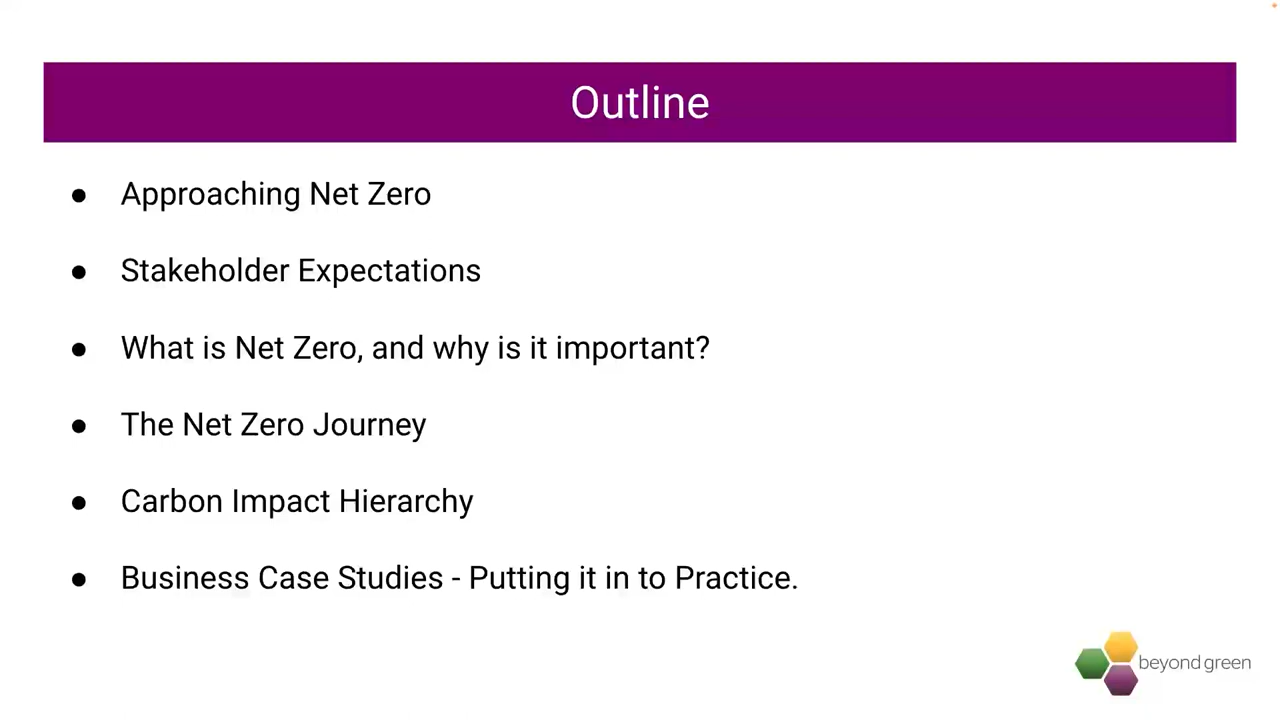 Outline
● Approaching Net Zero
● Stakeholder Expectations
● What is Net Zero, and why is it important?
● The Net Zero Journey
● Carbon Impact Hierarchy
● Business Case Studies - Putting it in to Practice.
beyond green